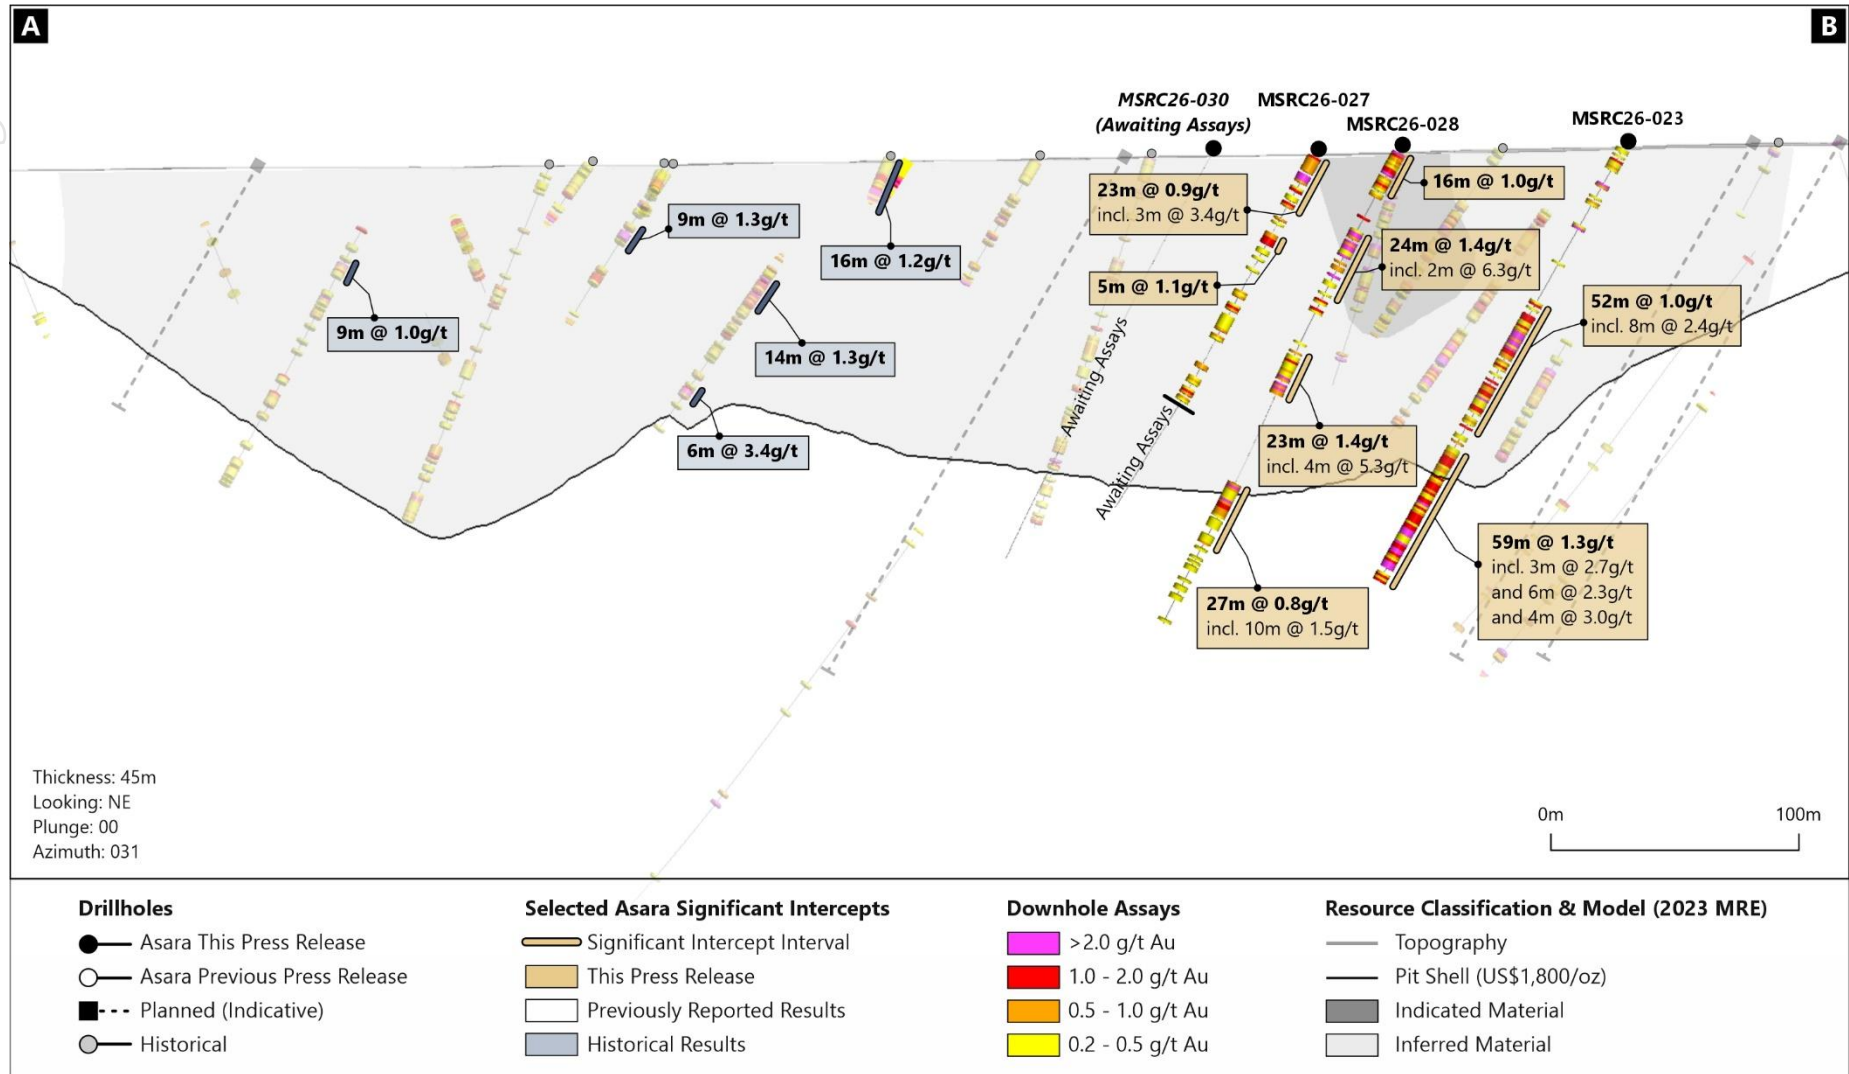 A
B
MSRC26-030
(Awaiting Assays)
MSRC26-027
MSRC26-028
MSRC26-023
23m @ 0.9g/t
incl. 3m @ 3.4g/t
16m @ 1.0g/t
9m @ 1.3g/t
16m @ 1.2g/t
24m @ 1.4g/t
incl. 2m @ 6.3g/t
5m @ 1.1g/t
52m @ 1.0g/t
incl. 8m @ 2.4g/t
9m @ 1.0g/t
14m @ 1.3g/t
Awaiting Assays
Awaiting Assays
6m @ 3.4g/t
23m @ 1.4g/t
incl. 4m @ 5.3g/t
59m @ 1.3g/t
incl. 3m @ 2.7g/t
and 6m @ 2.3g/t
and 4m @ 3.0g/t
27m @ 0.8g/t
incl. 10m @ 1.5g/t
Thickness: 45m
Looking: NE
Plunge: 00
Azimuth: 031
0m
100m
Drillholes
Asara This Press Release
Asara Previous Press Release
Planned (Indicative)
Historical
Selected Asara Significant Intercepts
Significant Intercept Interval
This Press Release
Previously Reported Results
Historical Results
Downhole Assays
>2.0 g/t Au
1.0 - 2.0 g/t Au
0.5 - 1.0 g/t Au
0.2 - 0.5 g/t Au
Resource Classification & Model (2023 MRE)
Topography
Pit Shell (US$1,800/oz)
Indicated Material
Inferred Material